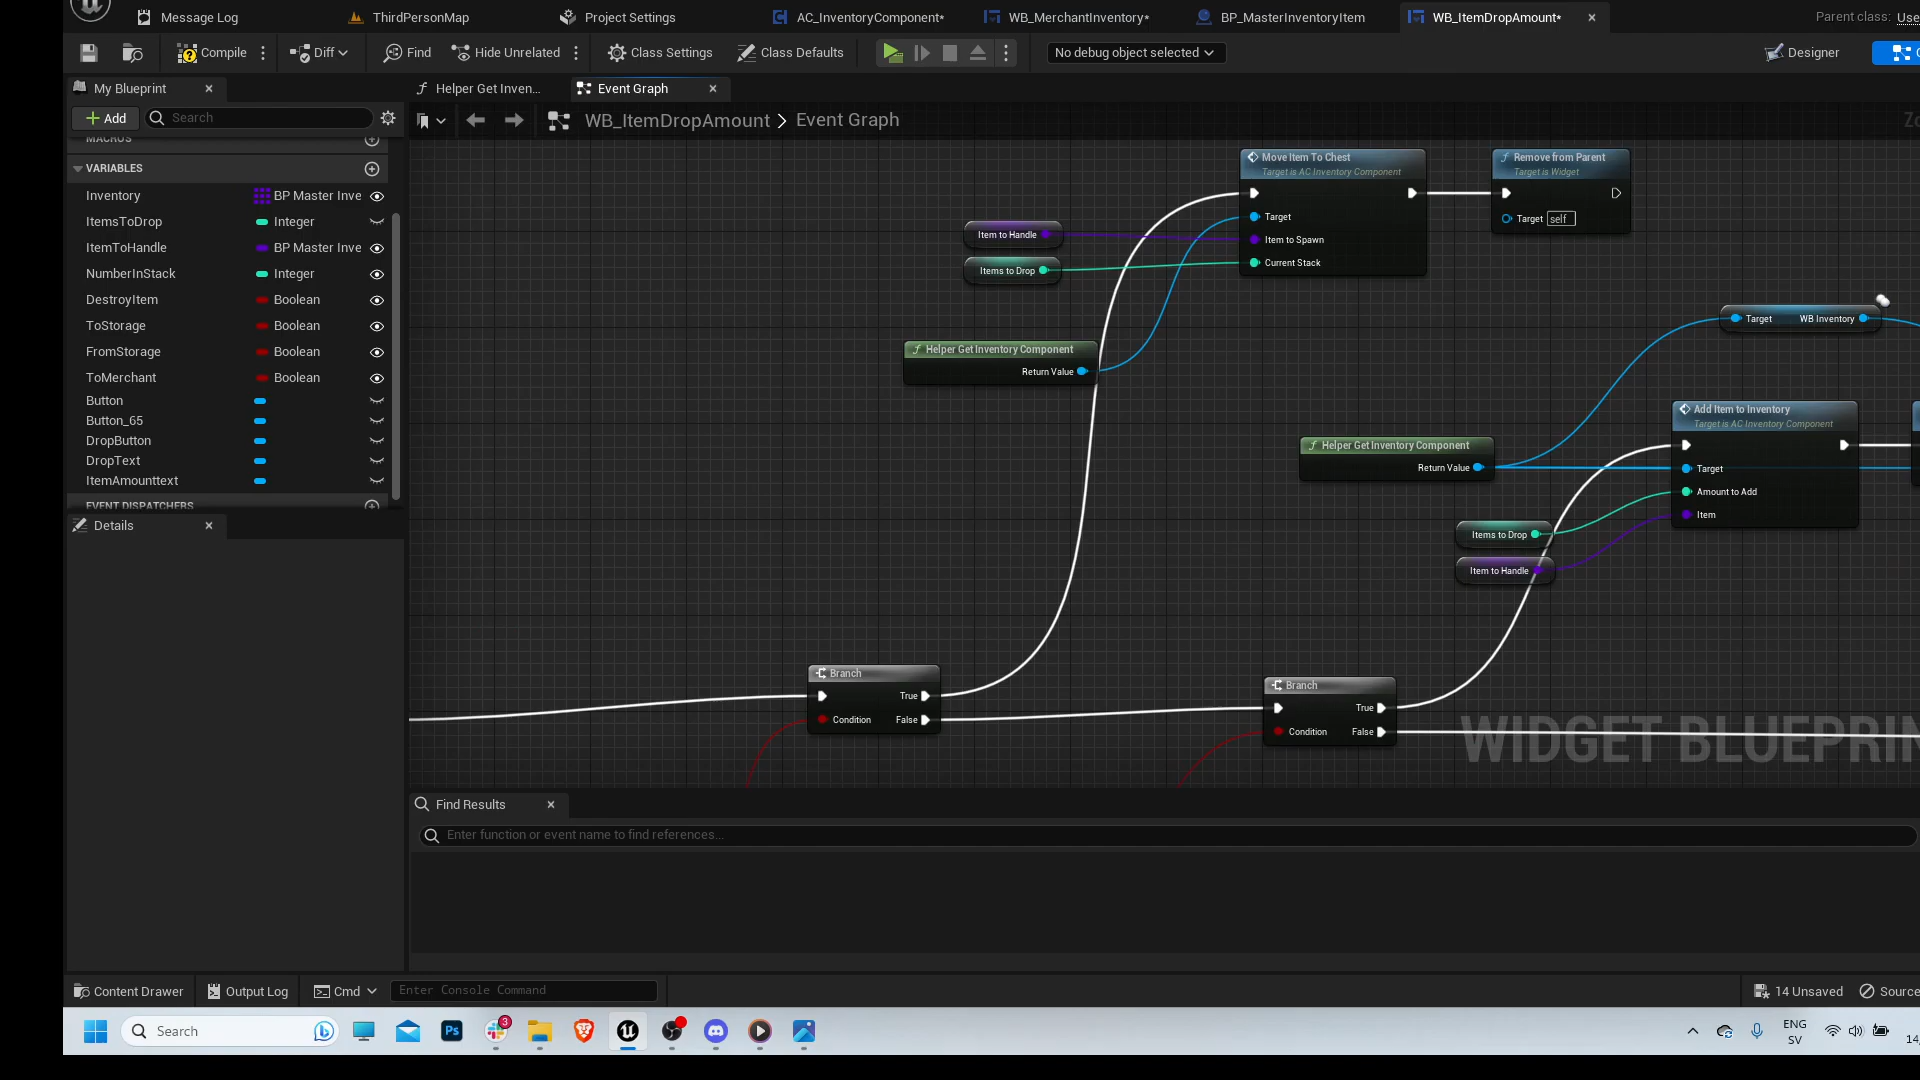 Message Log
ThirdPersonMap
Project Settings
AC_InventoryComponent*
WB_MerchantInventory*
BP_MasterInventoryItem
WB_ItemDropAmount*
Parent class:
Compile
Diff
Find
Hide Unrelated
Class Settings
Class Defaults
No debug object selected
Designer
My Blueprint
Helper Get Inven...
Event Graph
Add
Search
WB_ItemDropAmount > Event Graph
MACROS
VARIABLES
Inventory BP Master Inve
ItemsToDrop Integer
ItemToHandle BP Master Inve
NumberInStack Integer
DestroyItem Boolean
ToStorage Boolean
FromStorage Boolean
ToMerchant Boolean
Button
Button_65
DropButton
DropText
ItemAmounttext
EVENT DISPATCHERS
Details
Move Item To Chest
Target is AC Inventory Component
Target
Item to Spawn
Current Stack
Remove from Parent
Target is Widget
Target self
Item to Handle
Items to Drop
Helper Get Inventory Component
Return Value
Target WB Inventory
Add Item to Inventory
Target is AC Inventory Component
Target
Amount to Add
Item
Helper Get Inventory Component
Return Value
Items to Drop
Item to Handle
Branch
True
Condition False
Branch
True
Condition False
WIDGET BLUEPRIN
Find Results
Enter function or event name to find references...
Content Drawer
Output Log
Cmd
Enter Console Command
14 Unsaved
Source
Search
Ps
3
ENG
SV
14